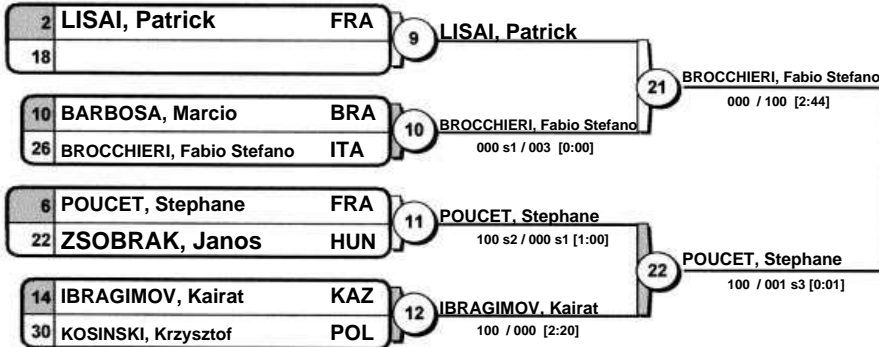 2 LISAI, Patrick FRA
18
9 LISAI, Patrick
10 BARBOSA, Marcio BRA
26 BROCCHIERI, Fabio Stefano ITA
10 BROCCHIERI, Fabio Stefano
000 s1 / 003 [0:00]
21 BROCCHIERI, Fabio Stefano
000 / 100 [2:44]
6 POUCET, Stephane FRA
22 ZSOBRAK, Janos HUN
11 POUCET, Stephane
100 s2 / 000 s1 [1:00]
14 IBRAGIMOV, Kairat KAZ
30 KOSINSKI, Krzysztof POL
12 IBRAGIMOV, Kairat
100 / 000 [2:20]
22 POUCET, Stephane
100 / 001 s3 [0:01]